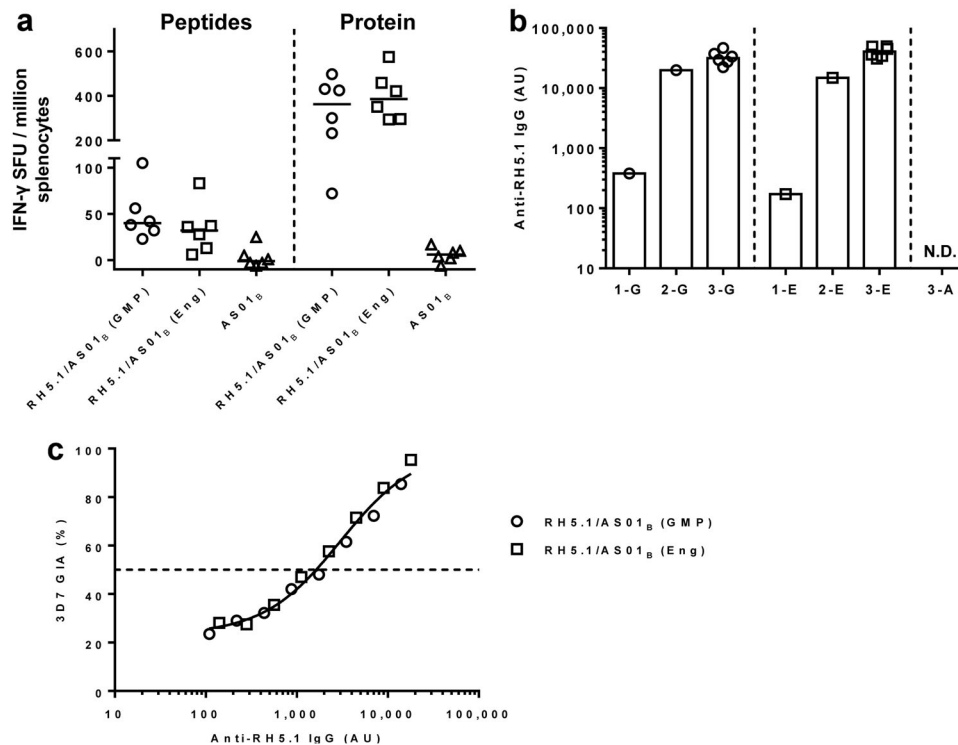 a
Peptides Protein
IFN-γ SFU / million
splenocytes
600
400
200
100
50
0
RH5.1/AS01B (GMP)
RH5.1/AS01B (Eng)
AS01B
RH5.1/AS01B (GMP)
RH5.1/AS01B (Eng)
AS01B
b
Anti-RH5.1 IgG (AU)
100,000
10,000
1,000
100
10
N.D.
1-G 2-G 3-G 1-E 2-E 3-E 3-A
c
3D7 GIA (%)
100
80
60
40
20
0
10 100 1,000 10,000 100,000
Anti-RH5.1 IgG (AU)
RH5.1/AS01B (GMP)
RH5.1/AS01B (Eng)